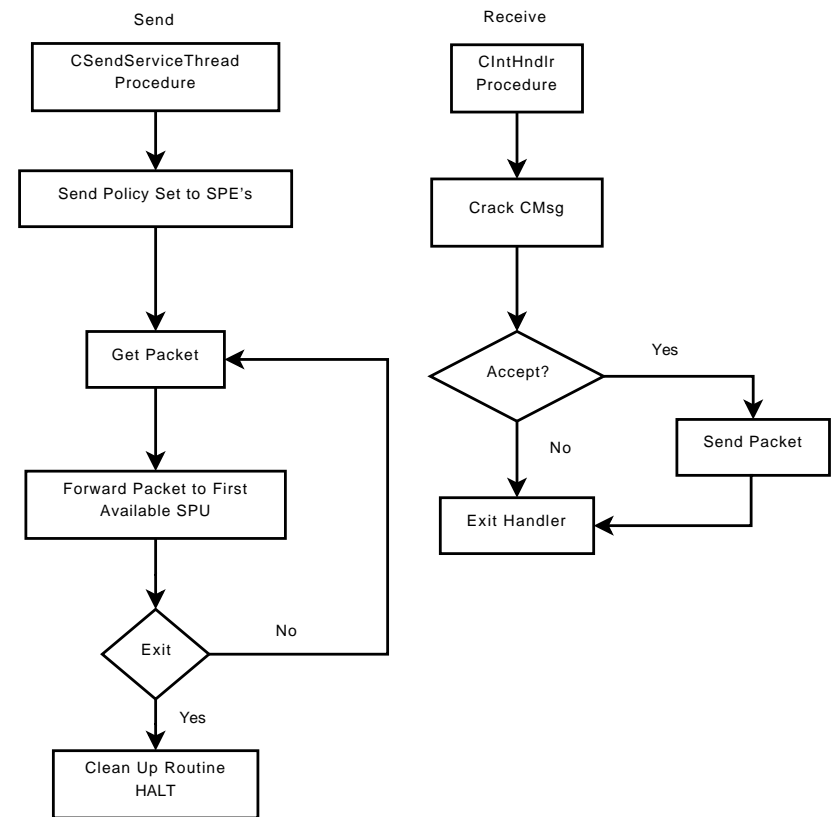 Send
CSendServiceThread
Procedure
Send Policy Set to SPE's
Get Packet
Forward Packet to First
Available SPU
Exit
No
Yes
Clean Up Routine
HALT
Receive
CIntHndlr
Procedure
Crack CMsg
Accept?
Yes
No
Send Packet
Exit Handler